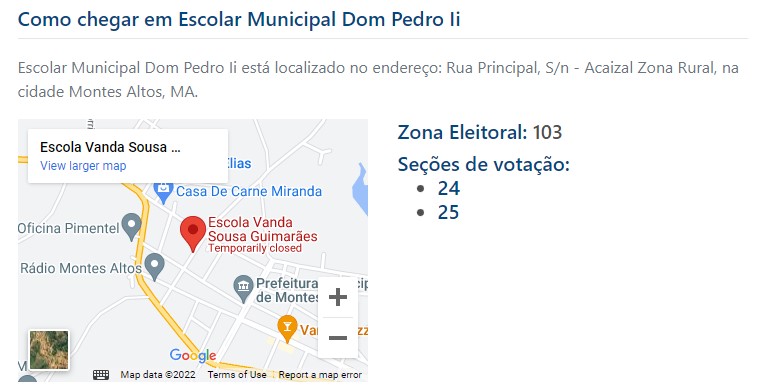 Como chegar em Escolar Municipal Dom Pedro Ii
Escolar Municipal Dom Pedro Ii está localizado no endereço: Rua Principal, S/n - Acaizal Zona Rural, na
cidade Montes Altos, MA.
Escola Vanda Sousa ...
View larger map
Elias
Casa De Carne Miranda
Oficina Pimentel
Escola Vanda
Sousa Guimarães
Temporarily closed
Rádio Montes Altos
Prefeitura
de Montes
Google
Map data ©2022 Terms of Use Report a map error
Zona Eleitoral: 103
Seções de votação:
24
25